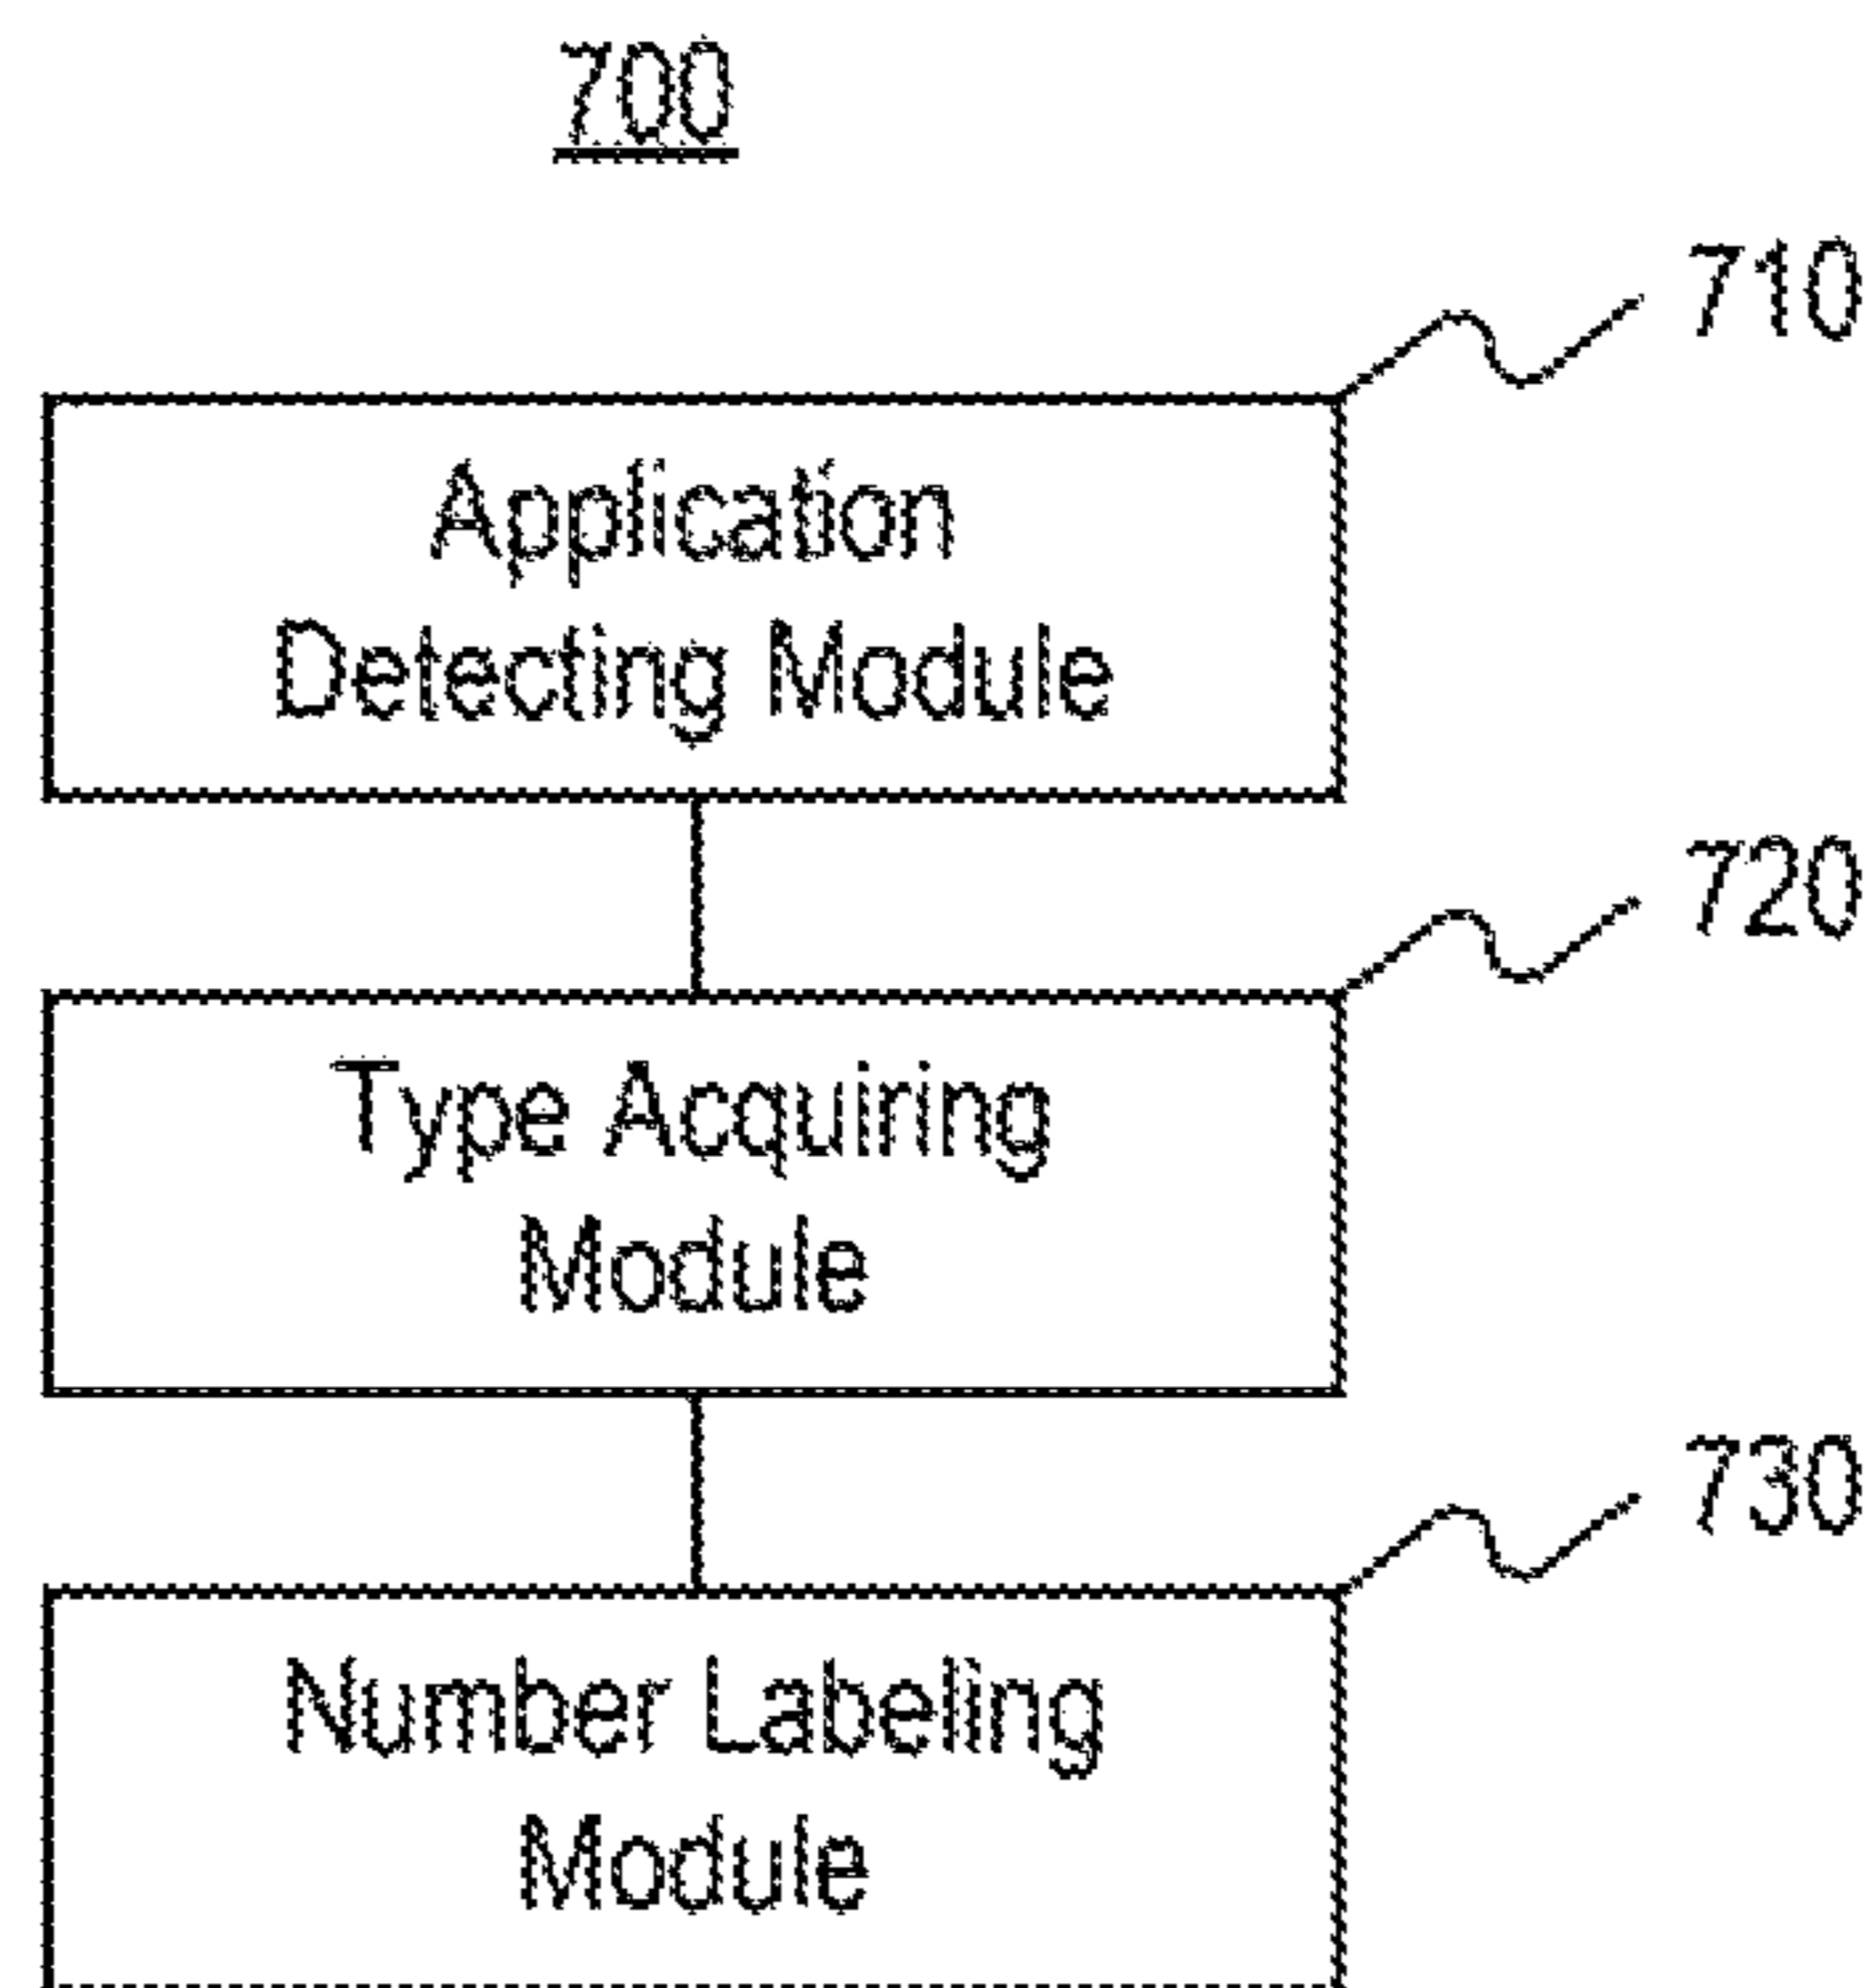 700
710
Application
Detecting Module
720
Type Acquiring
Module
730
Number Labeling
Module